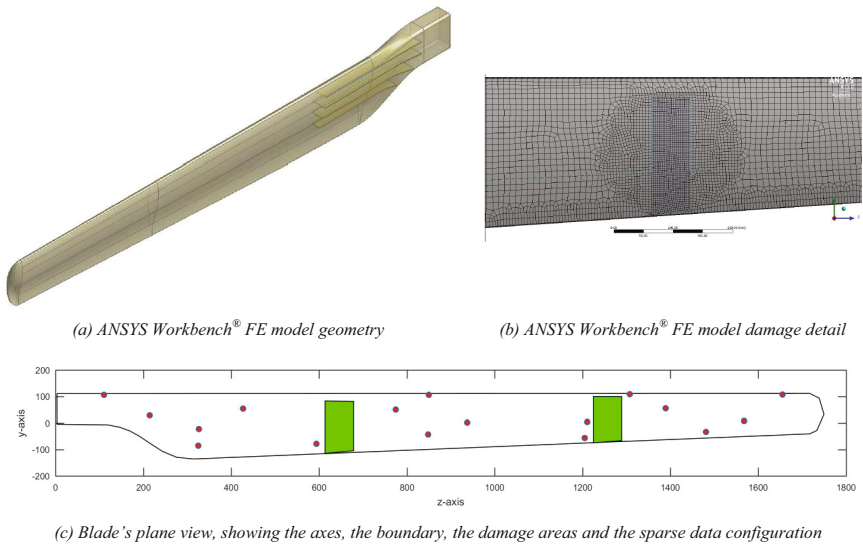 ANSYS
(a) ANSYS Workbench® FE model geometry
(b) ANSYS Workbench® FE model damage detail
200
100
0
-100
-200
y-axis
0 200 400 600 800 1000 1200 1400 1600 1800
z-axis
(c) Blade's plane view, showing the axes, the boundary, the damage areas and the sparse data configuration